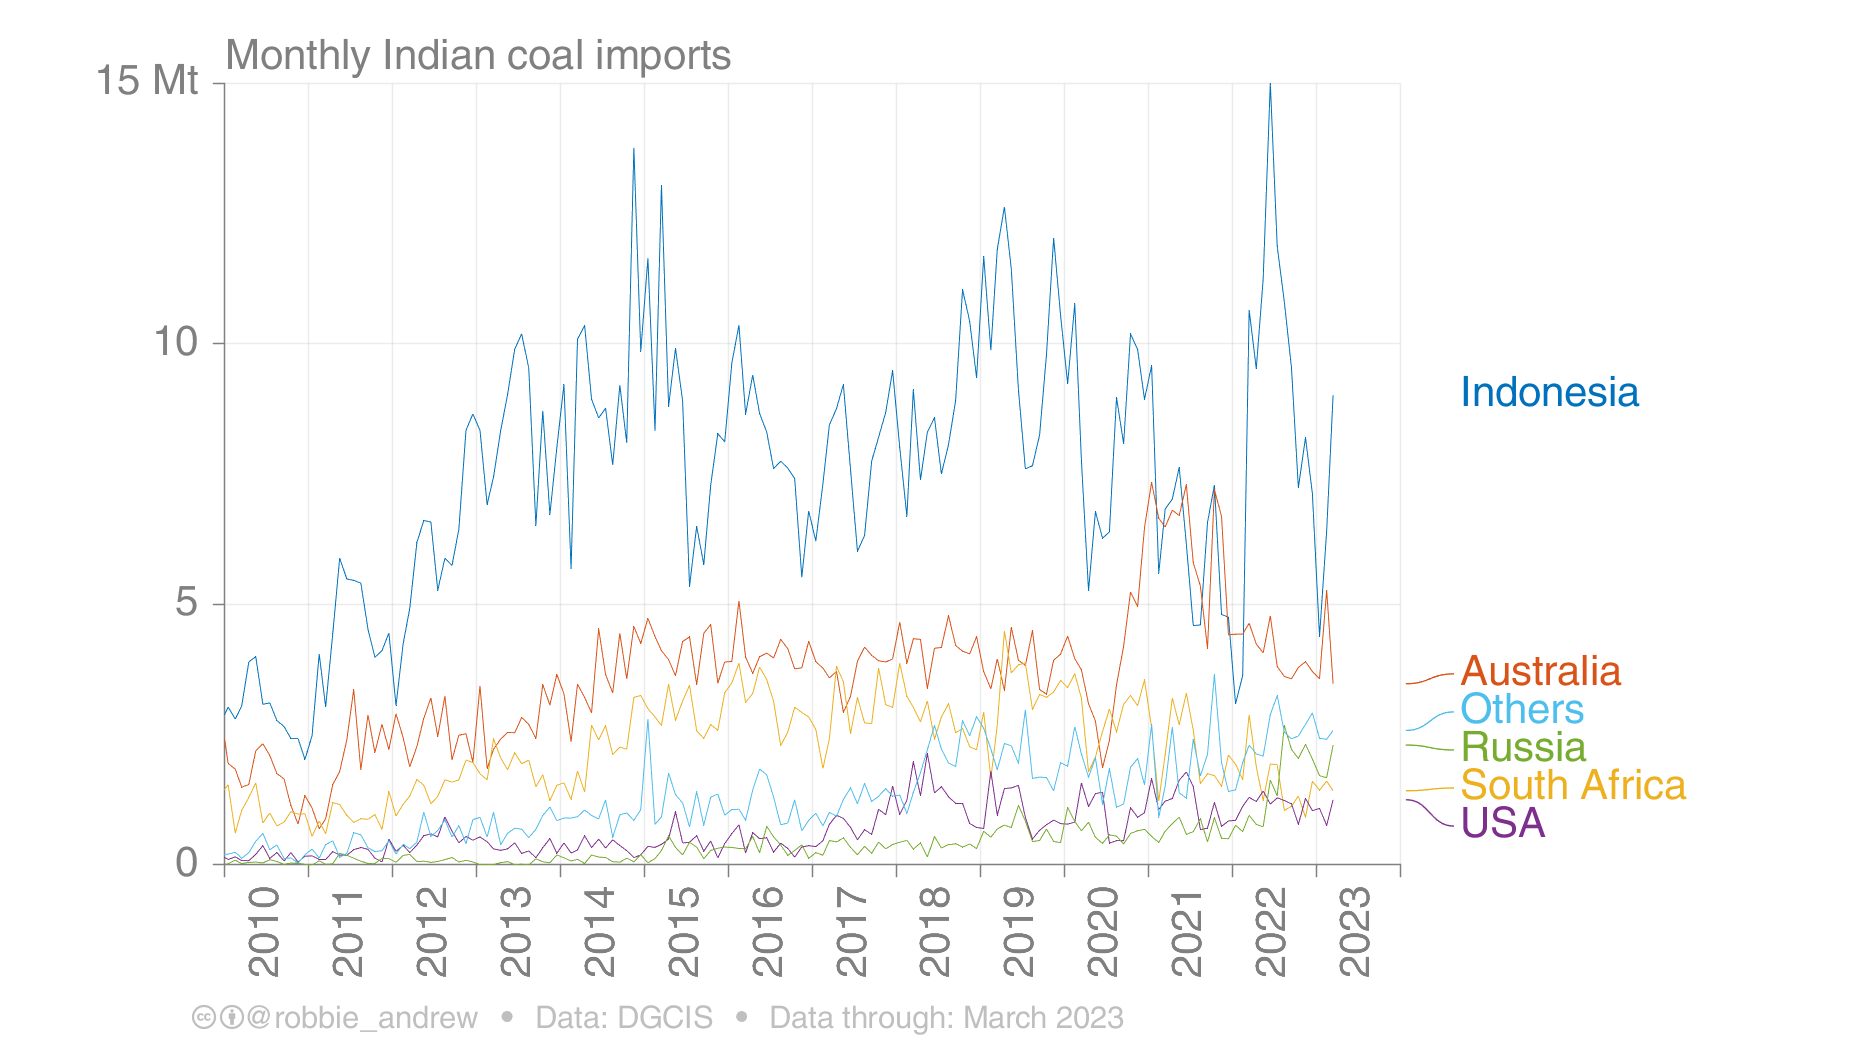 Monthly Indian coal imports
15 Mt
10
5
0
Indonesia
Australia
Others
Russia
South Africa
USA
2010 2011 2012 2013 2014 2015 2016 2017 2018 2019 2020 2021 2022 2023
@robbie_andrew • Data: DGCIS • Data through: March 2023